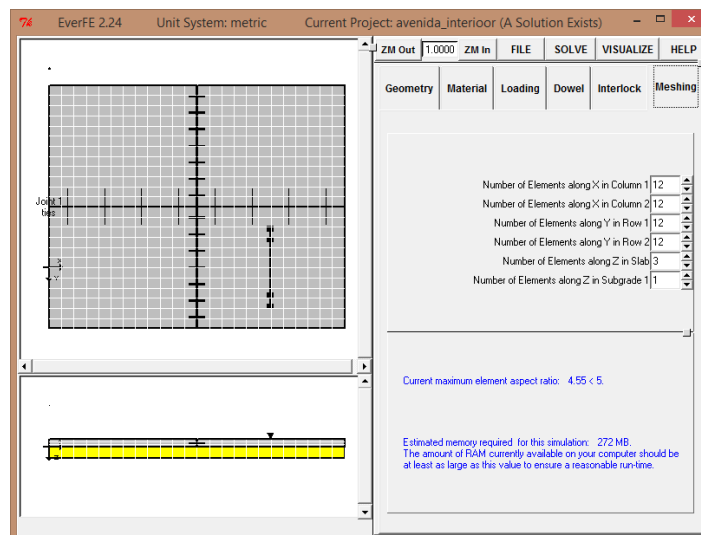 EverFE 2.24 Unit System: metric Current Project: avenida_interioor (A Solution Exists)
ZM Out 1.0000 ZM In FILE SOLVE VISUALIZE HELP
Geometry Material Loading Dowel Interlock Meshing
Number of Elements along X in Column 1 12
Number of Elements along X in Column 2 12
Number of Elements along Y in Row 1 12
Number of Elements along Y in Row 2 12
Number of Elements along Z in Slab 3
Number of Elements along Z in Subgrade 1 1
Joint 1
ties
X
Y
Current maximum element aspect ratio: 4.55 < 5.
Estimated memory required for this simulation: 272 MB.
The amount of RAM currently available on your computer should be
at least as large as this value to ensure a reasonable run-time.